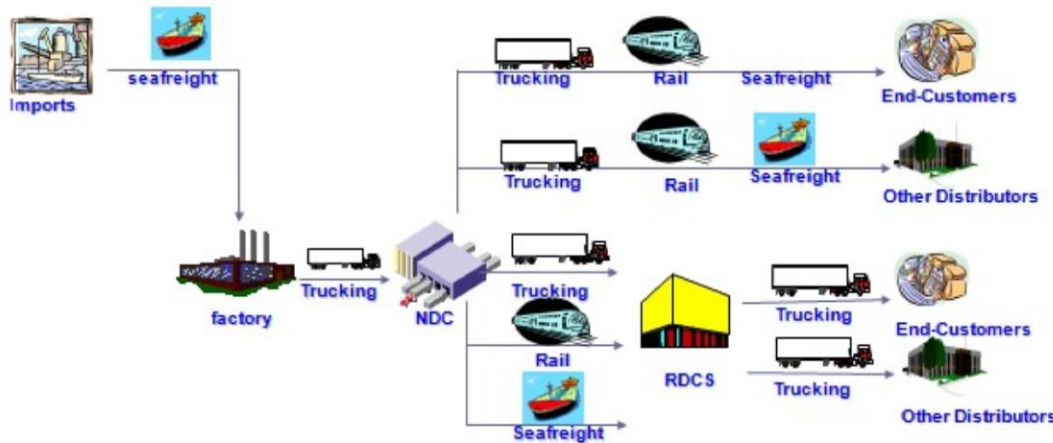 Trucking
Rail
Seafreight
End-Customers
seafreight
Imports
Trucking
Rail
Seafreight
Other Distributors
Trucking
Trucking
factory
NDC
Rail
Seafreight
RDCS
Trucking
End-Customers
Trucking
Other Distributors